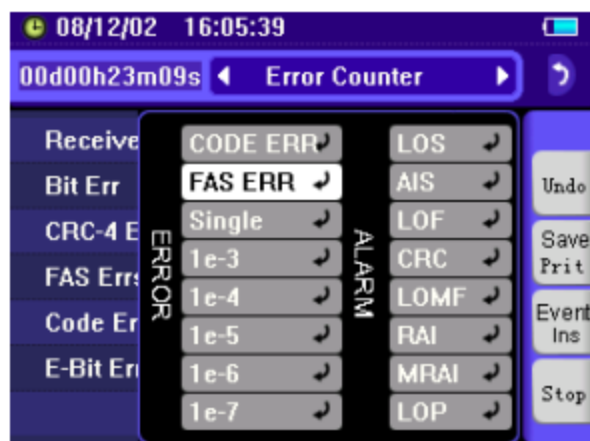 08/12/02 16:05:39
00d00h23m09s Error Counter
Receive
Bit Err
CRC-4 E
FAS Errs
Code Er
E-Bit Err
ERROR
CODE ERR
FAS ERR
Single
1e-3
1e-4
1e-5
1e-6
1e-7
ALARM
LOS
AIS
LOF
CRC
LOMF
RAI
MRAI
LOP
Undo
Save
Prit
Event
Ins
Stop